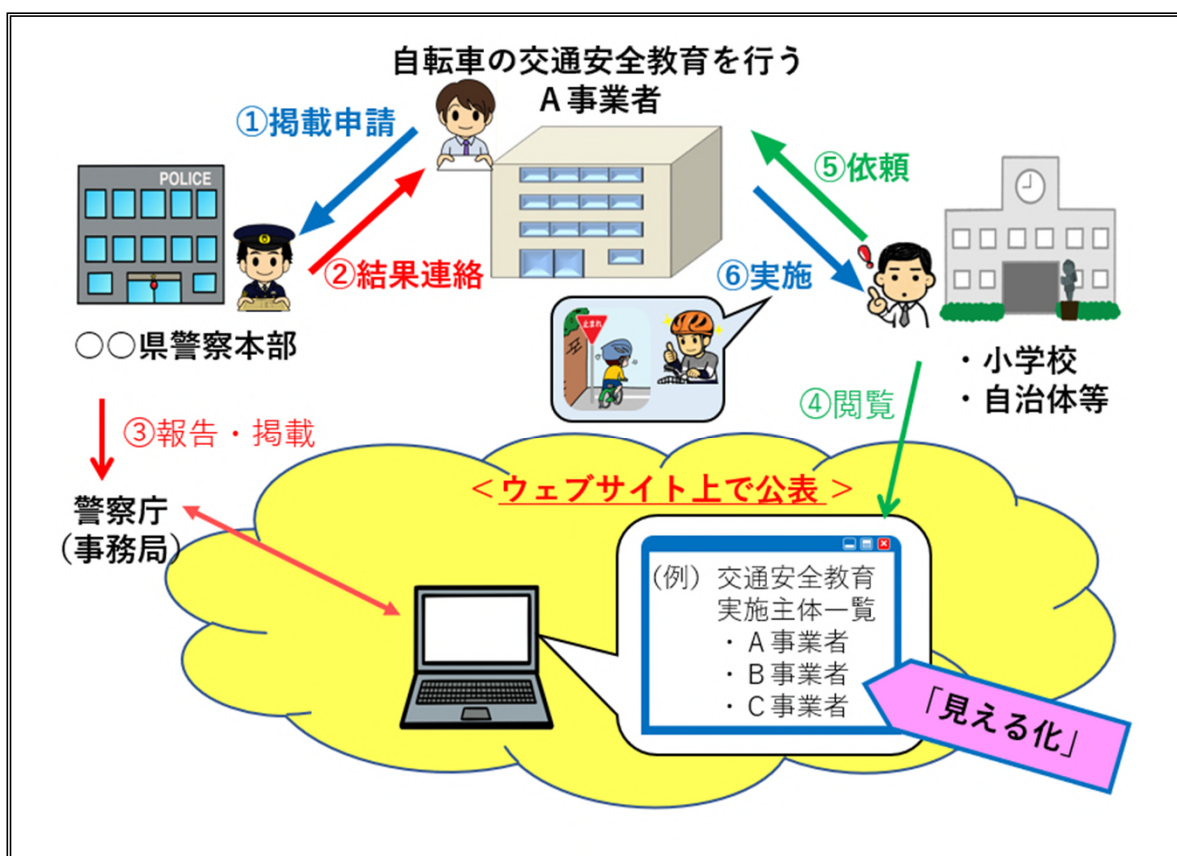 自転車の交通安全教育を行う
A事業者
①掲載申請
②結果連絡
POLICE
○○県警察本部
⑤依頼
⑥実施
止まれ
・小学校
・自治体等
④閲覧
③報告・掲載
警察庁
(事務局)
<ウェブサイト上で公表>
(例) 交通安全教育
実施主体一覧
・A事業者
・B事業者
・C事業者
「見える化」